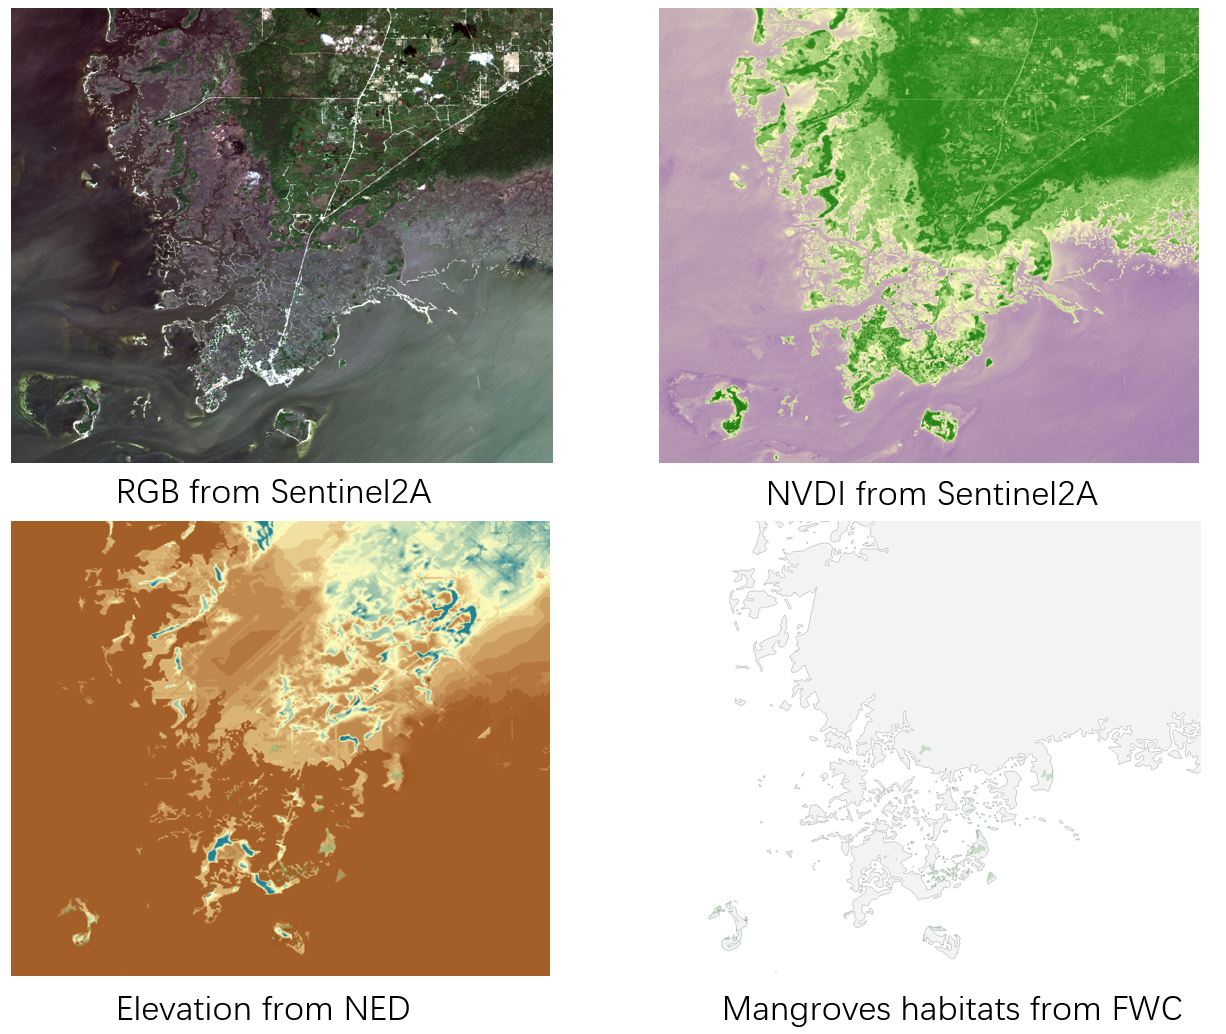 RGB from Sentinel2A
NVDI from Sentinel2A
Elevation from NED
Mangroves habitats from FWC